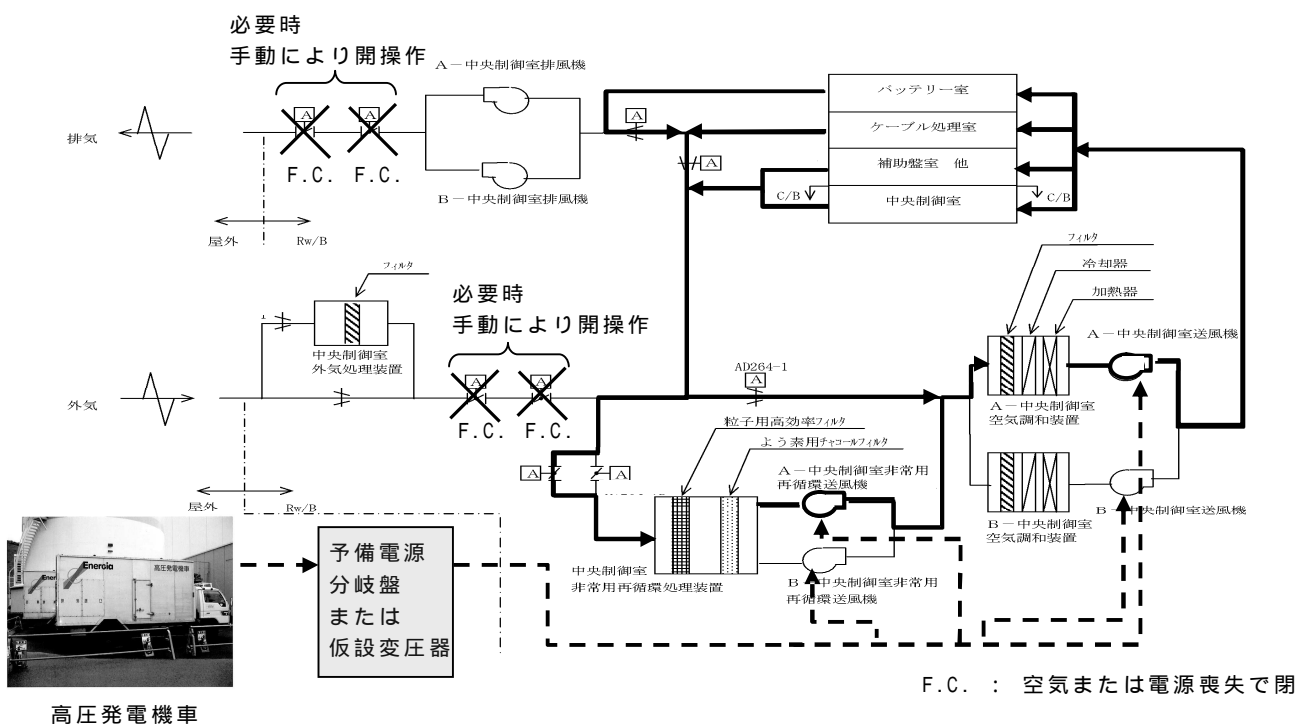 必要時
手動により開操作
A－中央制御室排風機
A
A
排気
F.C.
F.C.
B－中央制御室排風機
屋外
Rw/B
A
A
バッテリー室
ケーブル処理室
補助盤室 他
中央制御室
C/B
C/B
フィルタ
冷却器
加熱器
A－中央制御室送風機
フィルタ
中央制御室
外気処理装置
必要時
手動により開操作
外気
A
A
F.C.
F.C.
AD264-1
A
A－中央制御室
空気調和装置
粒子用高効率フィルタ
よう素用チャコールフィルタ
A
A
A－中央制御室非常用
再循環送風機
B－中央制御室送風機
B－中央制御室
空気調和装置
屋外
Rw/B
中央制御室
非常用再循環処理装置
B－中央制御室非常用
再循環送風機
Energia
高圧発電機車
予備電源
分岐盤
または
仮設変圧器
高圧発電機車
F.C. : 空気または電源喪失で閉